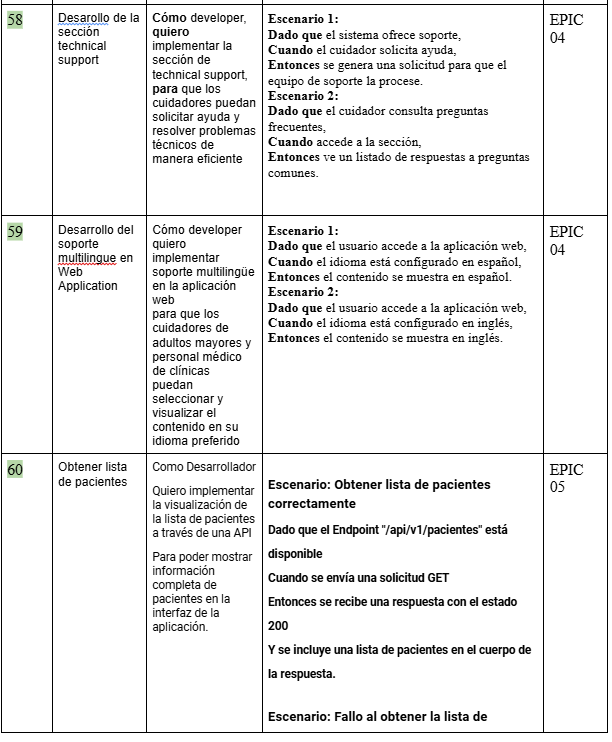 58
Desarollo de la
sección
technical
support
Cómo developer,
quiero
implementar la
sección de
technical support,
para que los
cuidadores puedan
solicitar ayuda y
resolver problemas
técnicos de
manera eficiente
Escenario 1:
Dado que el sistema ofrece soporte,
Cuando el cuidador solicita ayuda,
Entonces se genera una solicitud para que el
equipo de soporte la procese.
Escenario 2:
Dado que el cuidador consulta preguntas
frecuentes,
Cuando accede a la sección,
Entonces ve un listado de respuestas a preguntas
comunes.
EPIC
04
59
Desarrollo del
soporte
multilingue en
Web
Application
Cómo developer
quiero
implementar
soporte multilingüe
en la aplicación
web
para que los
cuidadores de
adultos mayores y
personal médico
de clínicas
puedan
seleccionar y
visualizar el
contenido en su
idioma preferido
Escenario 1:
Dado que el usuario accede a la aplicación web,
Cuando el idioma está configurado en español,
Entonces el contenido se muestra en español.
Escenario 2:
Dado que el usuario accede a la aplicación web,
Cuando el idioma está configurado en inglés,
Entonces el contenido se muestra en inglés.
EPIC
04
60
Obtener lista
de pacientes
Como Desarrollador
Quiero implementar
la visualización de
la lista de pacientes
a través de una API
Para poder mostrar
información
completa de
pacientes en la
interfaz de la
aplicación.
Escenario: Obtener lista de pacientes
correctamente
Dado que el Endpoint "/api/v1/pacientes" está
disponible
Cuando se envía una solicitud GET
Entonces se recibe una respuesta con el estado
200
Y se incluye una lista de pacientes en el cuerpo de
la respuesta.
Escenario: Fallo al obtener la lista de
EPIC
05